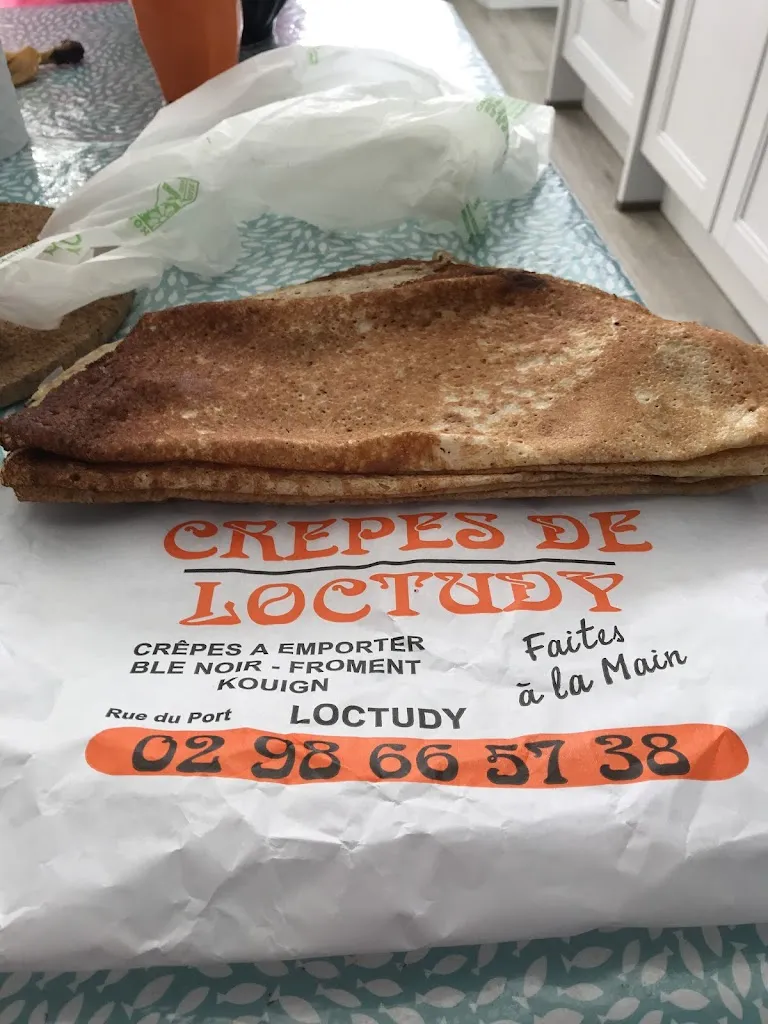 CREPES DE
LOCTUDY
CRÊPES A EMPORTER
BLE NOIR - FROMENT
KOUIGN
Faites
à la Main
Rue du Port LOCTUDY
02 98 66 57 38